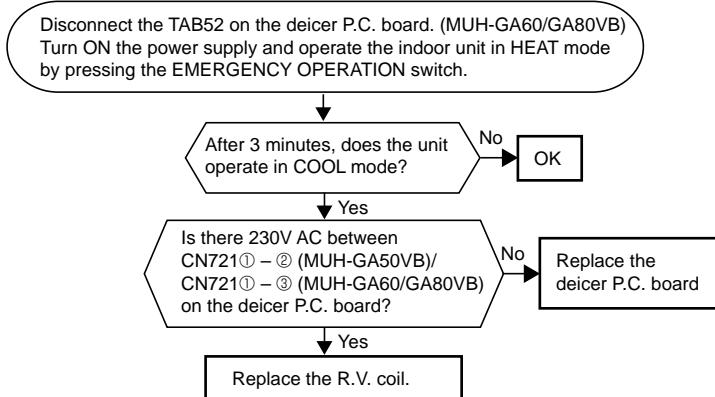 Disconnect the TAB52 on the deicer P.C. board. (MUH-GA60/GA80VB)
Turn ON the power supply and operate the indoor unit in HEAT mode
by pressing the EMERGENCY OPERATION switch.
After 3 minutes, does the unit
operate in COOL mode?
No
OK
Yes
Is there 230V AC between
CN721① – ② (MUH-GA50VB)/
CN721① – ③ (MUH-GA60/GA80VB)
on the deicer P.C. board?
No
Replace the
deicer P.C. board
Yes
Replace the R.V. coil.